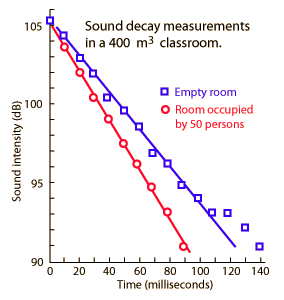 Sound decay measurements
in a 400 m³ classroom.
Empty room
Room occupied
by 50 persons
Sound intensity (dB)
105
100
95
90
0 20 40 60 80 100 120 140
Time (milliseconds)